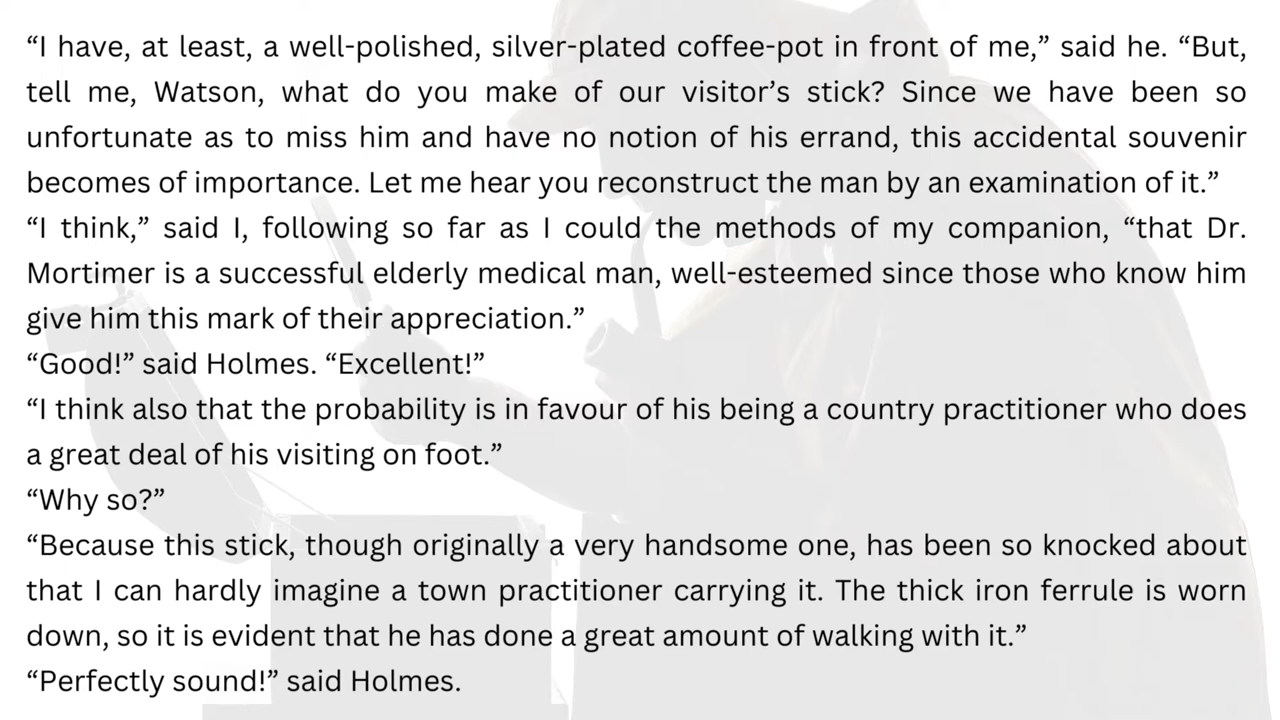 “I have, at least, a well-polished, silver-plated coffee-pot in front of me,” said he. “But,
tell me, Watson, what do you make of our visitor’s stick? Since we have been so
unfortunate as to miss him and have no notion of his errand, this accidental souvenir
becomes of importance. Let me hear you reconstruct the man by an examination of it.”
“I think,” said I, following so far as I could the methods of my companion, “that Dr.
Mortimer is a successful elderly medical man, well-esteemed since those who know him
give him this mark of their appreciation.”
“Good!” said Holmes. “Excellent!”
“I think also that the probability is in favour of his being a country practitioner who does
a great deal of his visiting on foot.”
“Why so?”
“Because this stick, though originally a very handsome one, has been so knocked about
that I can hardly imagine a town practitioner carrying it. The thick iron ferrule is worn
down, so it is evident that he has done a great amount of walking with it.”
“Perfectly sound!” said Holmes.